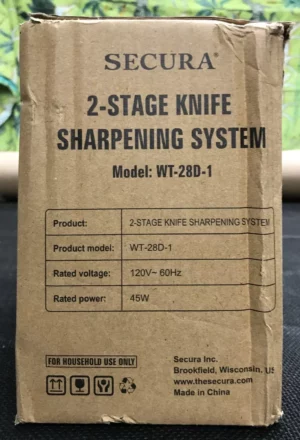 SECURA®
2-STAGE KNIFE
SHARPENING SYSTEM
Model: WT-28D-1
Product: 2-STAGE KNIFE SHARPENING SYSTEM
Product model: WT-28D-1
Rated voltage: 120V~ 60Hz
Rated power: 45W
FOR HOUSEHOLD USE ONLY
Secura Inc.
Brookfield, Wisconsin, US
www.thesecura.com
Made in China